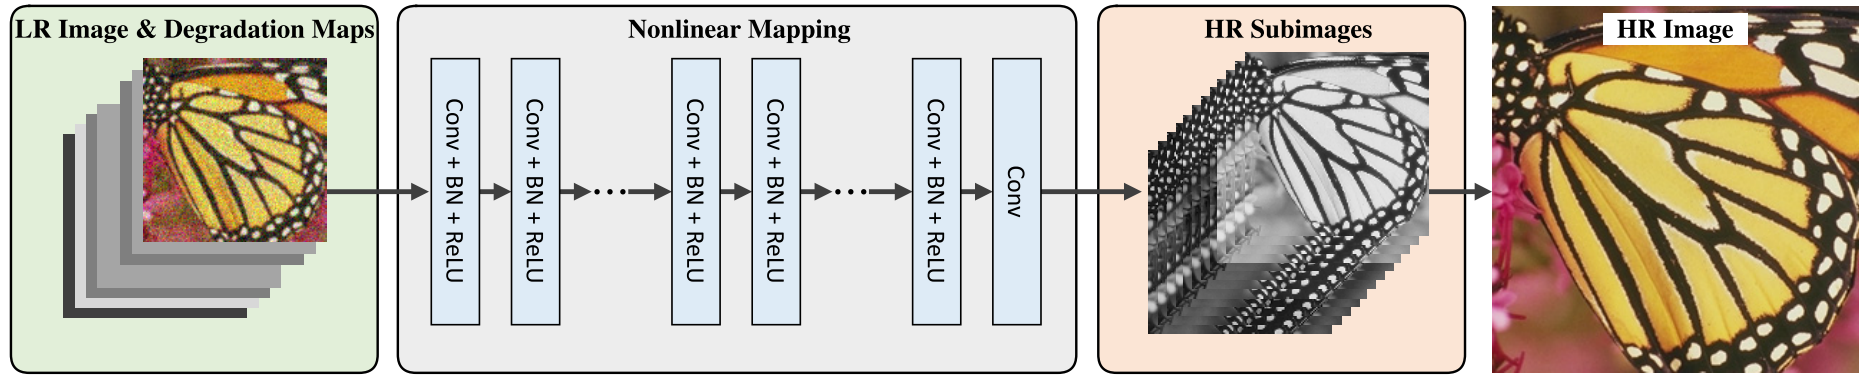 LR Image & Degradation Maps
Nonlinear Mapping
Conv + BN + ReLU
Conv + BN + ReLU
...
Conv + BN + ReLU
Conv + BN + ReLU
...
Conv + BN + ReLU
Conv
HR Subimages
HR Image